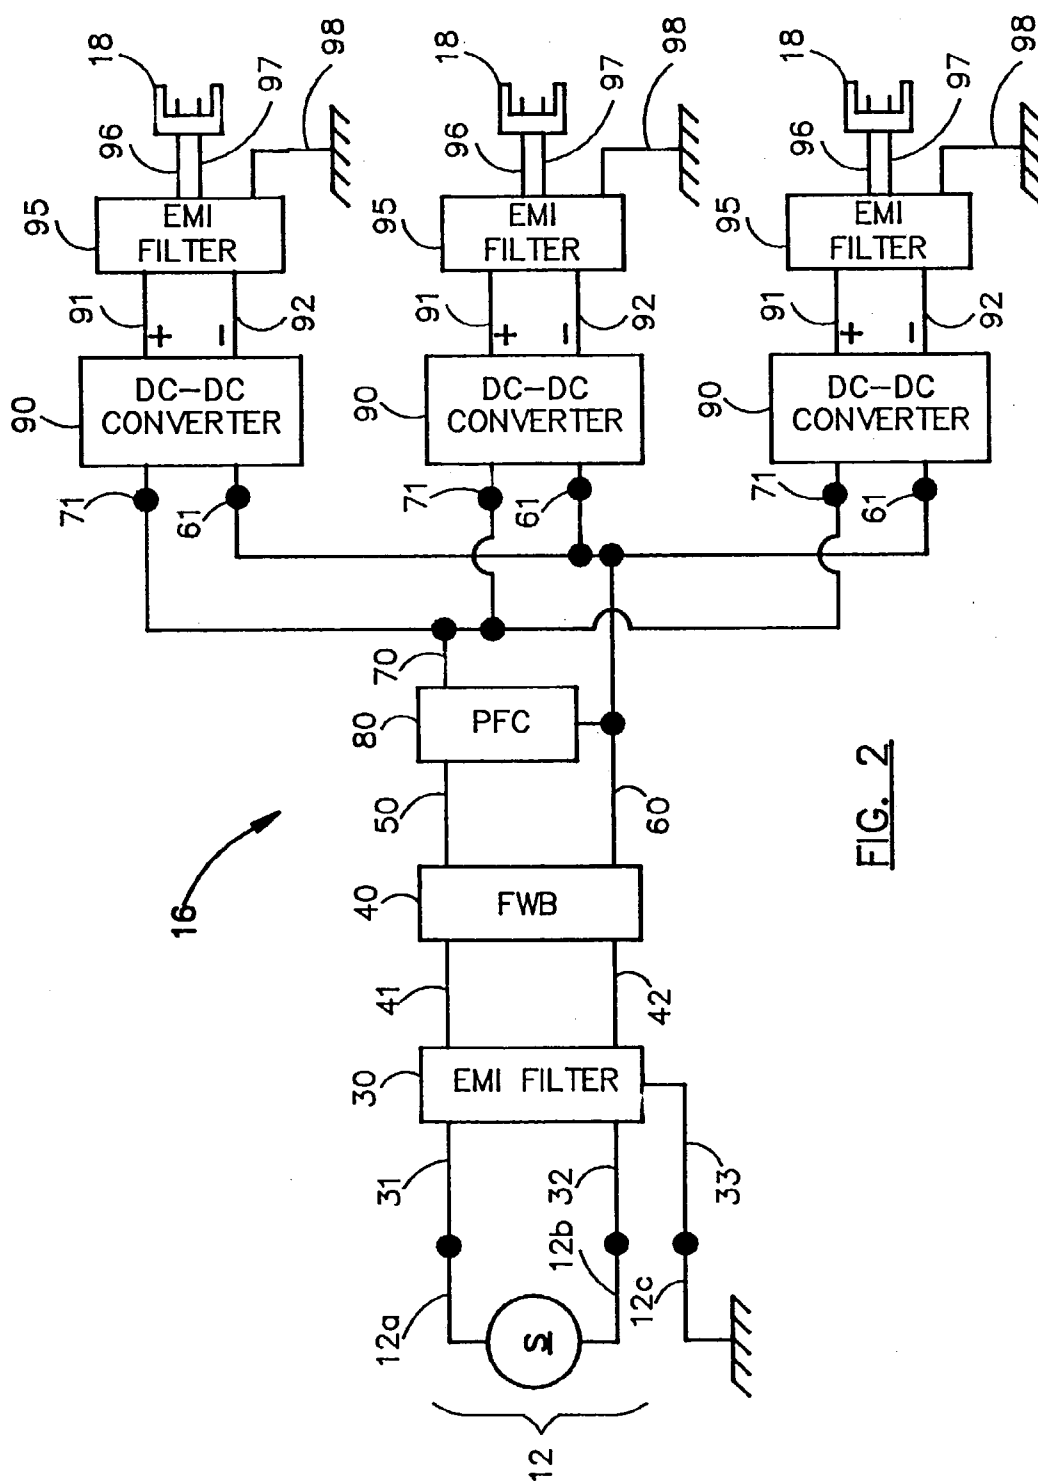 18
96
97
98
95
EMI
FILTER
91
+
−
92
90
DC-DC
CONVERTER
71
61
18
96
97
98
95
EMI
FILTER
91
+
−
92
90
DC-DC
CONVERTER
71
61
18
96
97
98
95
EMI
FILTER
91
+
−
92
90
DC-DC
CONVERTER
71
61
70
80
PFC
50
60
40
FWB
41
42
30
EMI FILTER
31
32
33
12a
12b
12c
12
16
FIG. 2